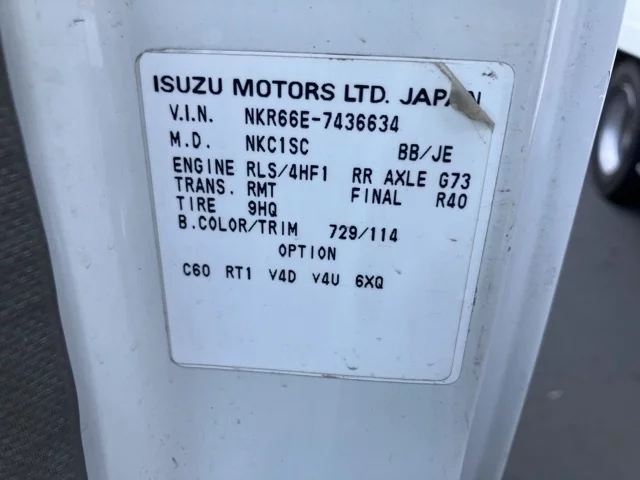 ISUZU MOTORS LTD. JAPAN
V.I.N. NKR66E-7436634
M.D. NKC1SC BB/JE
ENGINE RLS/4HF1 RR AXLE G73
TRANS. RMT FINAL R40
TIRE 9HQ
B.COLOR/TRIM 729/114
OPTION
C60 RT1 V4D V4U 6XQ